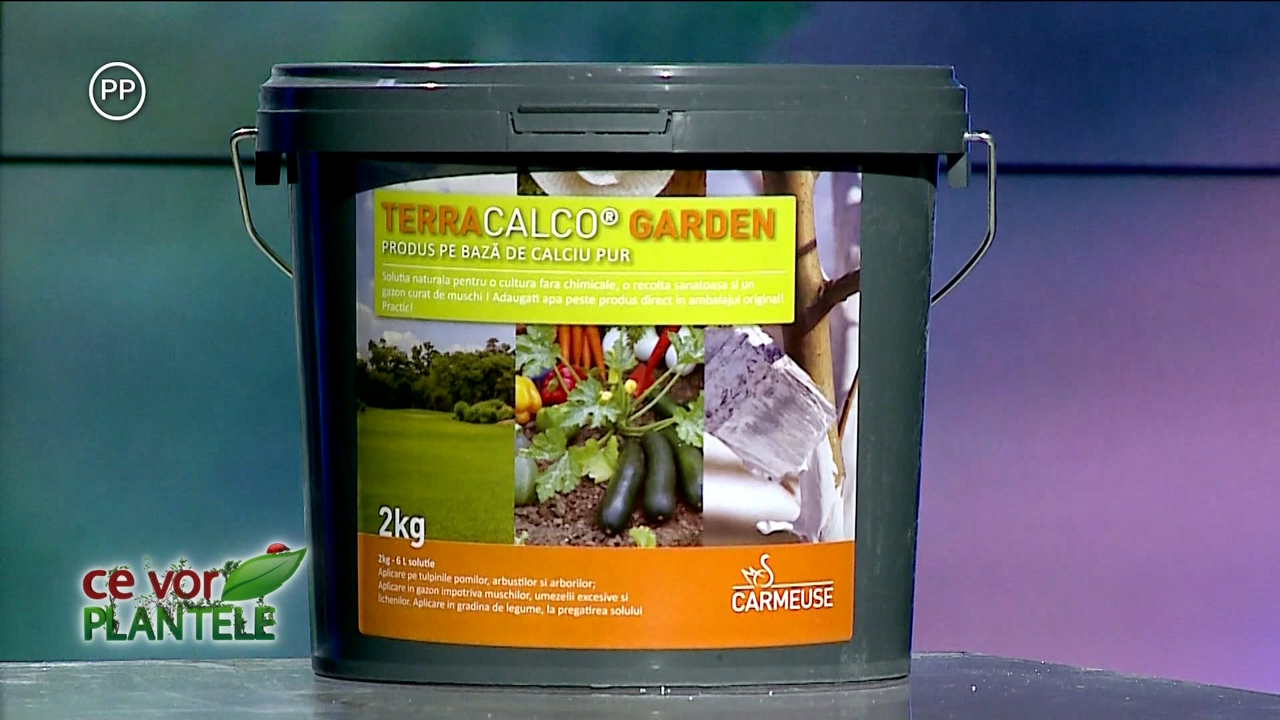 PP
TERRACALCO® GARDEN
PRODUS PE BAZĂ DE CALCIU PUR
Solutia naturala pentru o cultura fara chimicale, o recolta sanatoasa si un
gazon curat de muschi ! Adaugati apa peste produs direct in ambalajul original!
Practic!
2kg
2kg - 6 L solutie
Aplicare pe tulpinile pomilor, arbustilor si arborilor;
Aplicare in gazon impotriva muschilor, umezelii excesive si
lichenilor. Aplicare in gradina de legume, la pregatirea solului
CARMEUSE
ce vor
PLANTELE